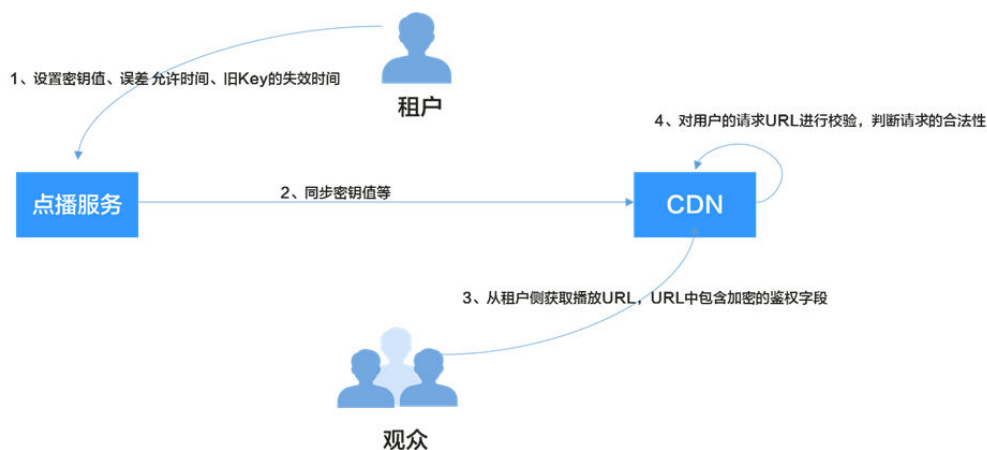 1、设置密钥值、误差允许时间、旧Key的失效时间
租户
4、对用户的请求URL进行校验，判断请求的合法性
点播服务
2、同步密钥值等
CDN
3、从租户侧获取播放URL，URL中包含加密的鉴权字段
观众